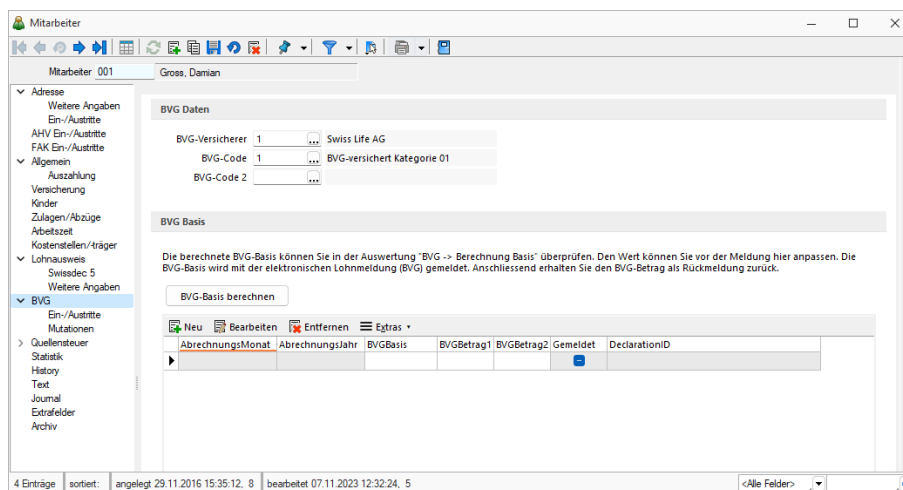 Mitarbeiter
Mitarbeiter 001 Gross, Damian
Adresse
Weitere Angaben
Ein-/Austritte
AHV Ein-/Austritte
FAK Ein-/Austritte
Allgemein
Auszahlung
Versicherung
Kinder
Zulagen/Abzüge
Arbeitszeit
Kostenstellen/-träger
Lohnausweis
Swissdec 5
Weitere Angaben
BVG
Ein-/Austritte
Mutationen
Quellensteuer
Statistik
History
Text
Journal
Extrafelder
Archiv
BVG Daten
BVG-Versicherer 1 ... Swiss Life AG
BVG-Code 1 ... BVG-versichert Kategorie 01
BVG-Code 2 ...
BVG Basis
Die berechnete BVG-Basis können Sie in der Auswertung "BVG -> Berechnung Basis" überprüfen. Den Wert können Sie vor der Meldung hier anpassen. Die
BVG-Basis wird mit der elektronischen Lohnmeldung (BVG) gemeldet. Anschliessend erhalten Sie den BVG-Betrag als Rückmeldung zurück.
BVG-Basis berechnen
Neu Bearbeiten Entfernen Extras
AbrechnungsMonat AbrechnungsJahr BVGBasis BVGBetrag1 BVGBetrag2 Gemeldet DeclarationID
4 Einträge sortiert: angelegt 29.11.2016 15:35:12, 8 bearbeitet 07.11.2023 12:32:24, 5 <Alle Felder>